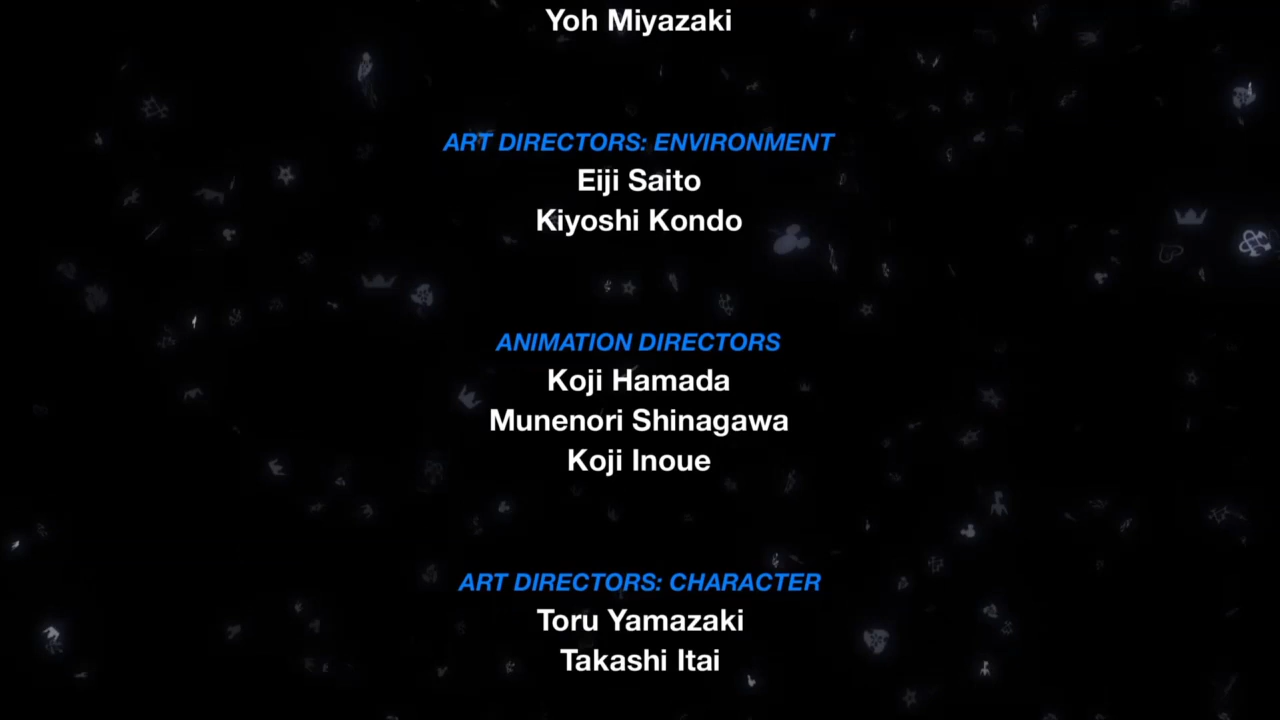 Yoh Miyazaki
ART DIRECTORS: ENVIRONMENT
Eiji Saito
Kiyoshi Kondo
ANIMATION DIRECTORS
Koji Hamada
Munenori Shinagawa
Koji Inoue
ART DIRECTORS: CHARACTER
Toru Yamazaki
Takashi Itai